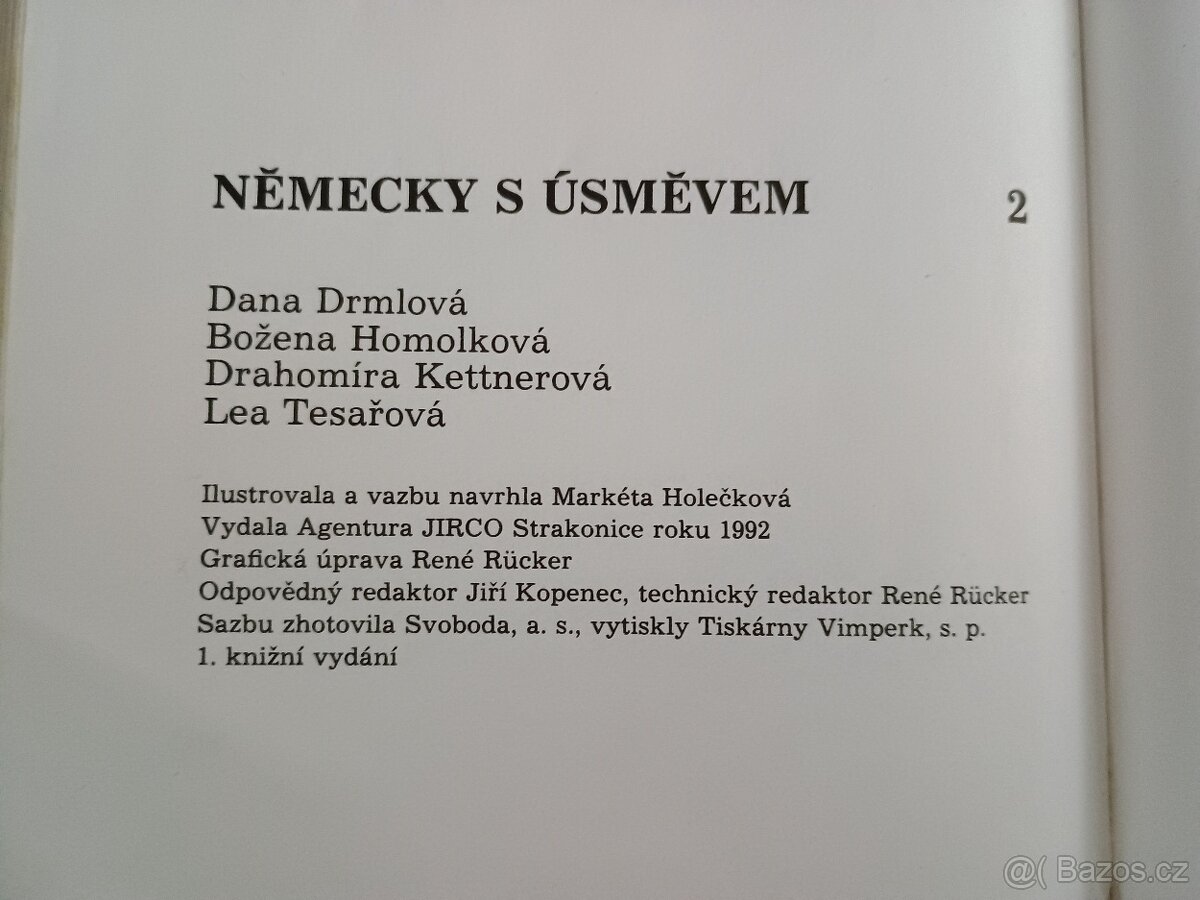 NĚMECKY S ÚSMĚVEM 2
Dana Drmlová
Božena Homolková
Drahomíra Kettnerová
Lea Tesařová
Ilustrovala a vazbu navrhla Markéta Holečková
Vydala Agentura JIRCO Strakonice roku 1992
Grafická úprava René Rücker
Odpovědný redaktor Jiří Kopenec, technický redaktor René Rücker
Sazbu zhotovila Svoboda, a. s., vytiskly Tiskárny Vimperk, s. p.
1. knižní vydání
@( Bazos.cz